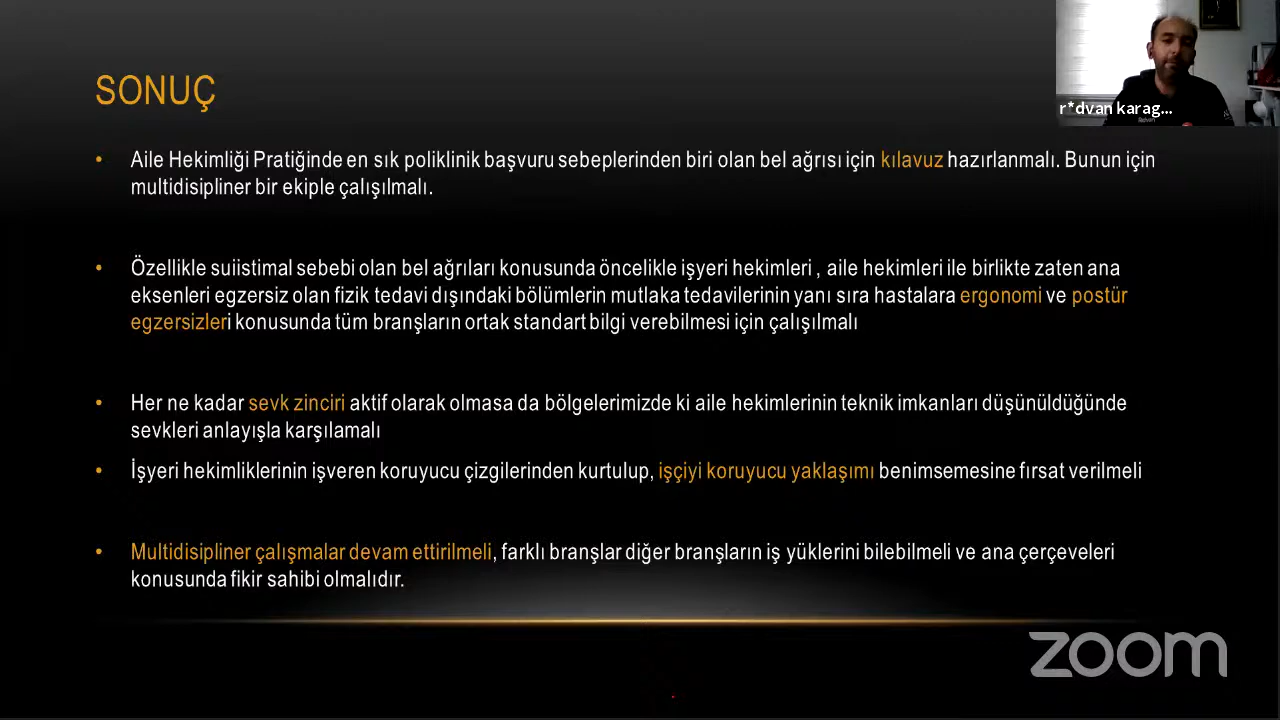 r*dvan karag...
SONUÇ
• Aile Hekimliği Pratiğinde en sık poliklinik başvuru sebeplerinden biri olan bel ağrısı için kılavuz hazırlanmalı. Bunun için
multidisipliner bir ekiple çalışılmalı.
• Özellikle suiistimal sebebi olan bel ağrıları konusunda öncelikle işyeri hekimleri , aile hekimleri ile birlikte zaten ana
eksenleri egzersiz olan fizik tedavi dışındaki bölümlerin mutlaka tedavilerinin yanı sıra hastalara ergonomi ve postür
egzersizleri konusunda tüm branşların ortak standart bilgi verebilmesi için çalışılmalı
• Her ne kadar sevk zinciri aktif olarak olmasa da bölgelerimizde ki aile hekimlerinin teknik imkanları düşünüldüğünde
sevkleri anlayışla karşılamalı
• İşyeri hekimliklerinin işveren koruyucu çizgilerinden kurtulup, işçiyi koruyucu yaklaşımı benimsemesine fırsat verilmeli
• Multidisipliner çalışmalar devam ettirilmeli, farklı branşlar diğer branşların iş yüklerini bilebilmeli ve ana çerçeveleri
konusunda fikir sahibi olmalıdır.
zoom